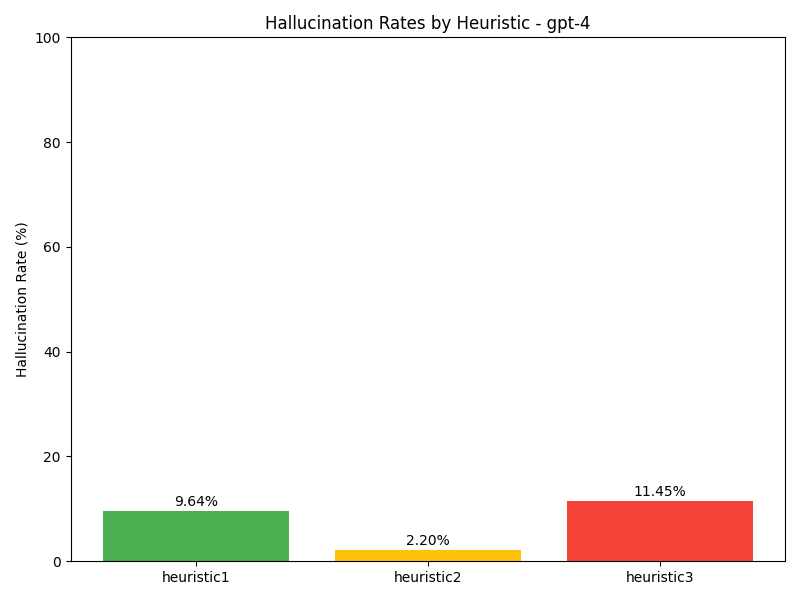 Hallucination Rates by Heuristic - gpt-4
Hallucination Rate (%)
100
80
60
40
20
0
9.64%
2.20%
11.45%
heuristic1
heuristic2
heuristic3